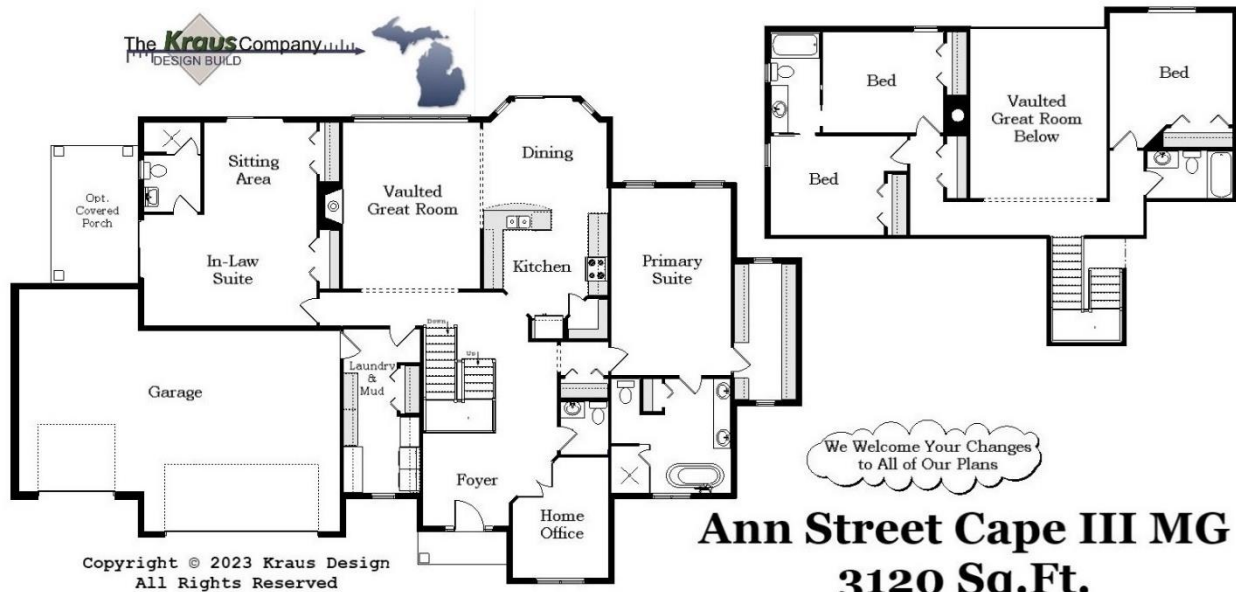 The Kraus Company
DESIGN BUILD
Sitting
Area
Opt.
Covered
Porch
In-Law
Suite
Vaulted
Great Room
Dining
Kitchen
Primary
Suite
Garage
Laundry
&
Mud
Down
Up
Foyer
Home
Office
Bed
Bed
Vaulted
Great Room
Below
Bed
We Welcome Your Changes
to All of Our Plans
Copyright © 2023 Kraus Design
All Rights Reserved
Ann Street Cape III MG
3120 Sq.Ft.